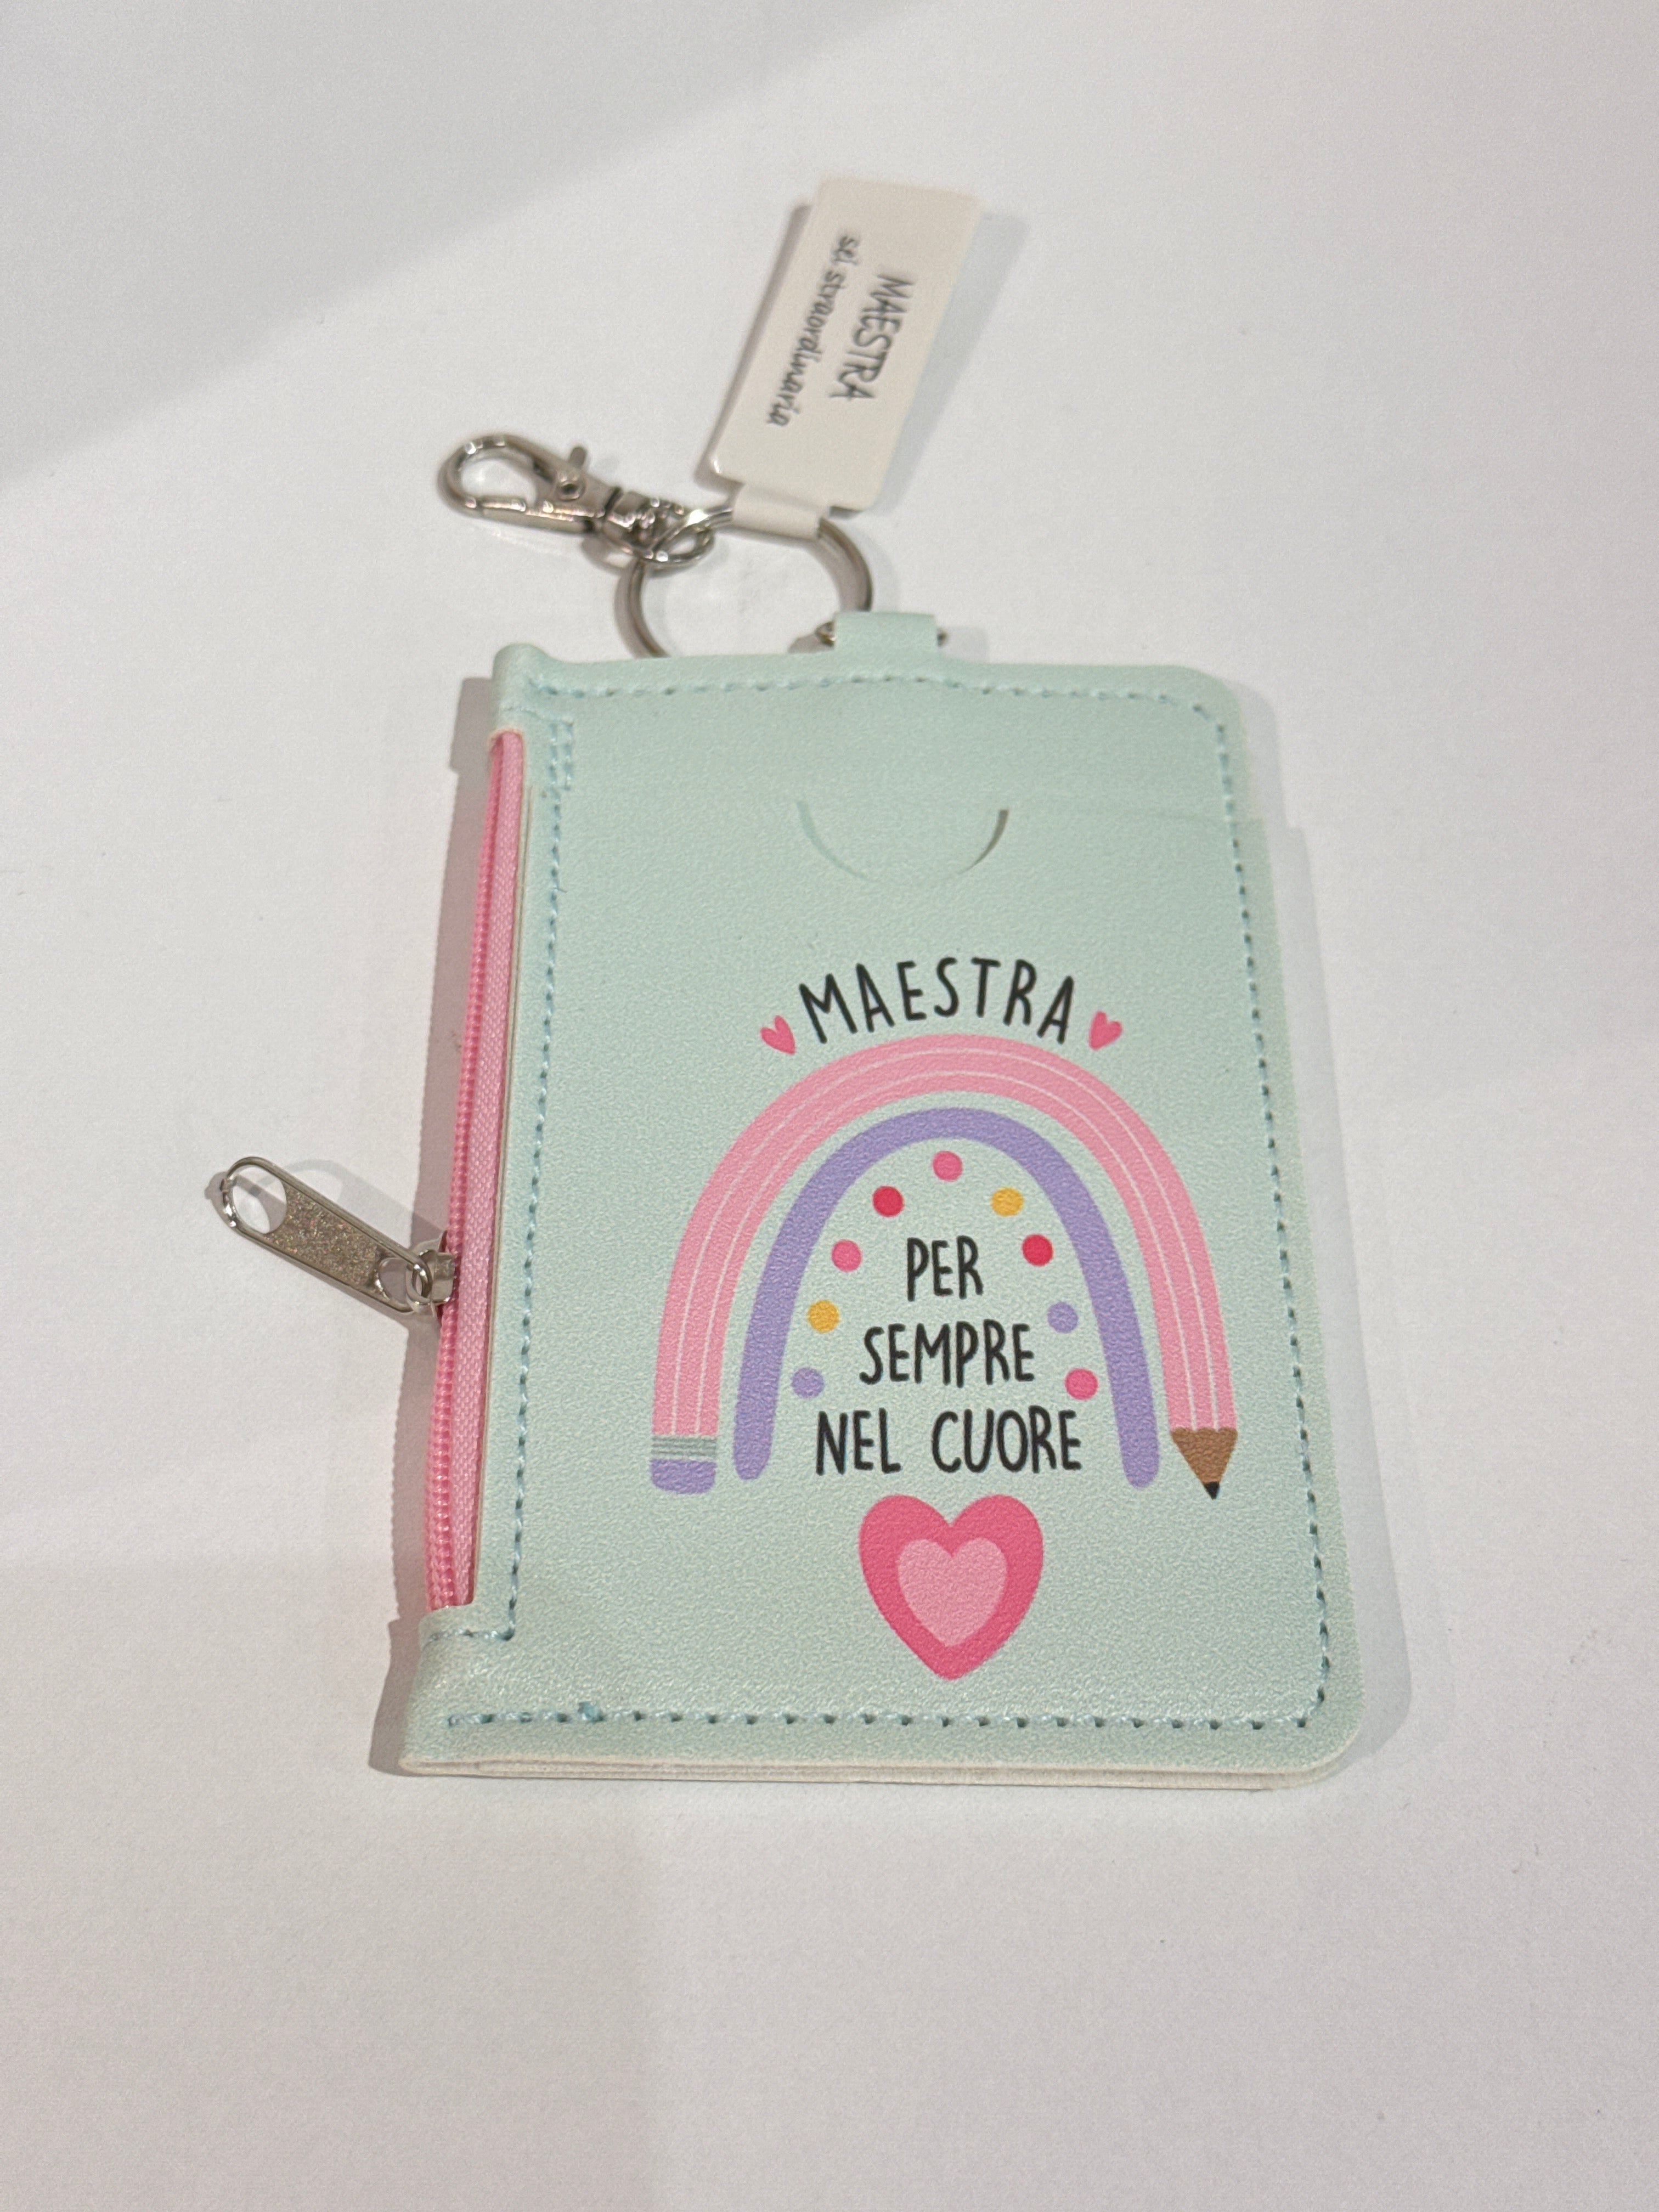 MAESTRA
sei straordinaria
MAESTRA
PER
SEMPRE
NEL CUORE